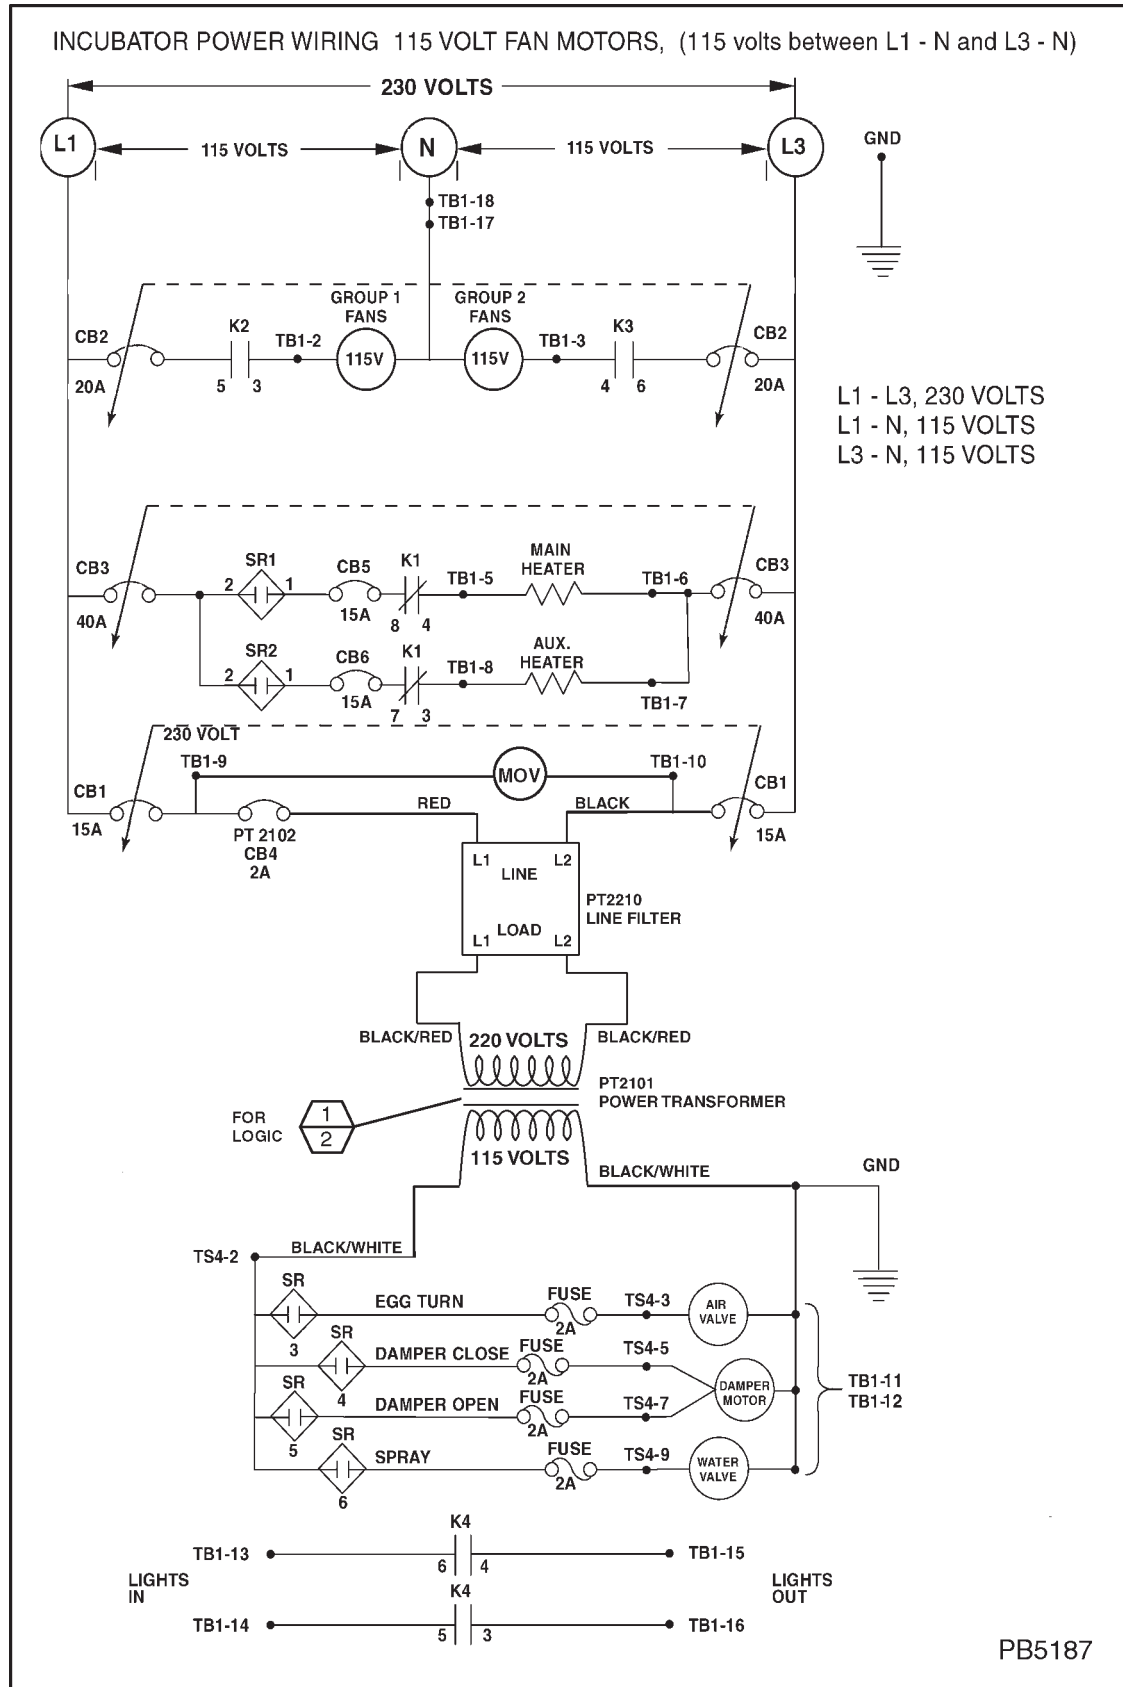 INCUBATOR POWER WIRING 115 VOLT FAN MOTORS, (115 volts between L1 - N and L3 - N)
230 VOLTS
L1
115 VOLTS
N
115 VOLTS
L3
GND
TB1-18
TB1-17
GROUP 1
FANS
GROUP 2
FANS
CB2
K2
TB1-2
115V
115V
TB1-3
K3
CB2
20A
5 3
4 6
20A
L1 - L3, 230 VOLTS
L1 - N, 115 VOLTS
L3 - N, 115 VOLTS
CB3
SR1
CB5
K1
TB1-5
MAIN
HEATER
TB1-6
CB3
2 1
40A
15A
8 4
40A
SR2
CB6
K1
TB1-8
AUX.
HEATER
2 1
15A
7 3
TB1-7
230 VOLT
TB1-9
MOV
TB1-10
CB1
CB1
RED
BLACK
15A
15A
PT 2102
CB4
2A
L1 L2
LINE
PT2210
LINE FILTER
LOAD
L1 L2
BLACK/RED
220 VOLTS
BLACK/RED
PT2101
POWER TRANSFORMER
FOR
LOGIC
1
2
115 VOLTS
BLACK/WHITE
GND
TS4-2
BLACK/WHITE
SR
EGG TURN
FUSE
TS4-3
AIR
VALVE
3
2A
SR
DAMPER CLOSE
FUSE
TS4-5
4
2A
DAMPER
MOTOR
TB1-11
TB1-12
SR
DAMPER OPEN
FUSE
TS4-7
5
2A
SR
SPRAY
FUSE
TS4-9
WATER
VALVE
6
2A
K4
TB1-13
6 4
TB1-15
LIGHTS
IN
LIGHTS
OUT
K4
TB1-14
5 3
TB1-16
PB5187